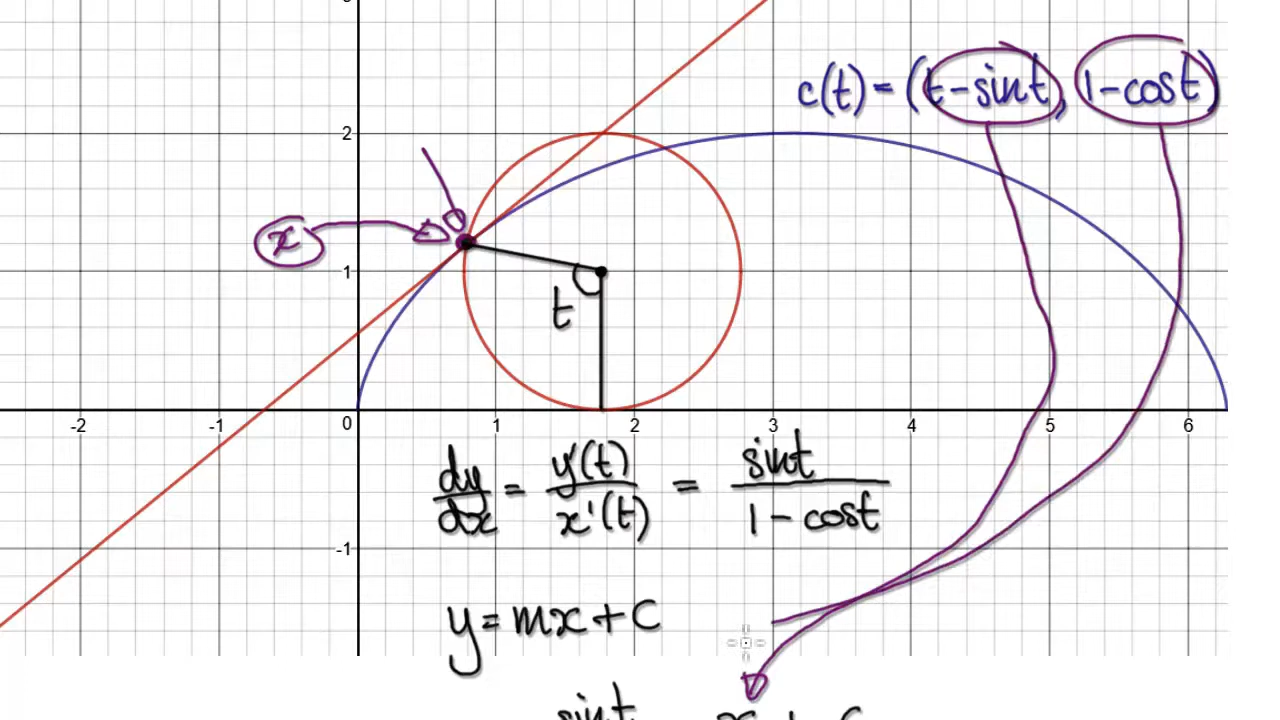 c(t) = (t-sint, 1-cost)
2
x
1
t
-2 -1 0 1 2 3 4 5 6
dy/dx = y'(t)/x'(t) = sint/1-cost
-1
y = mx + C
sint